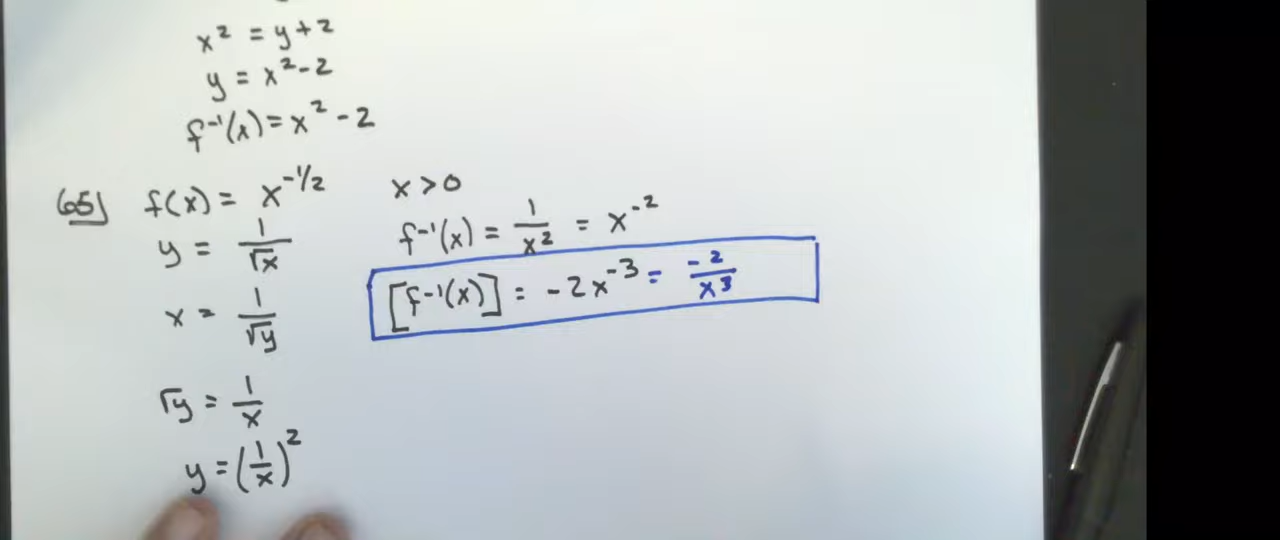 x² = y+2
y = x²-2
f⁻¹(x) = x² - 2
65) f(x) = x^(-1/2) x > 0
y = 1/√x
f⁻¹(x) = 1/x² = x⁻²
[f⁻¹(x)] = -2x⁻³ = -2/x³
x = 1/√y
√y = 1/x
y = (1/x)²